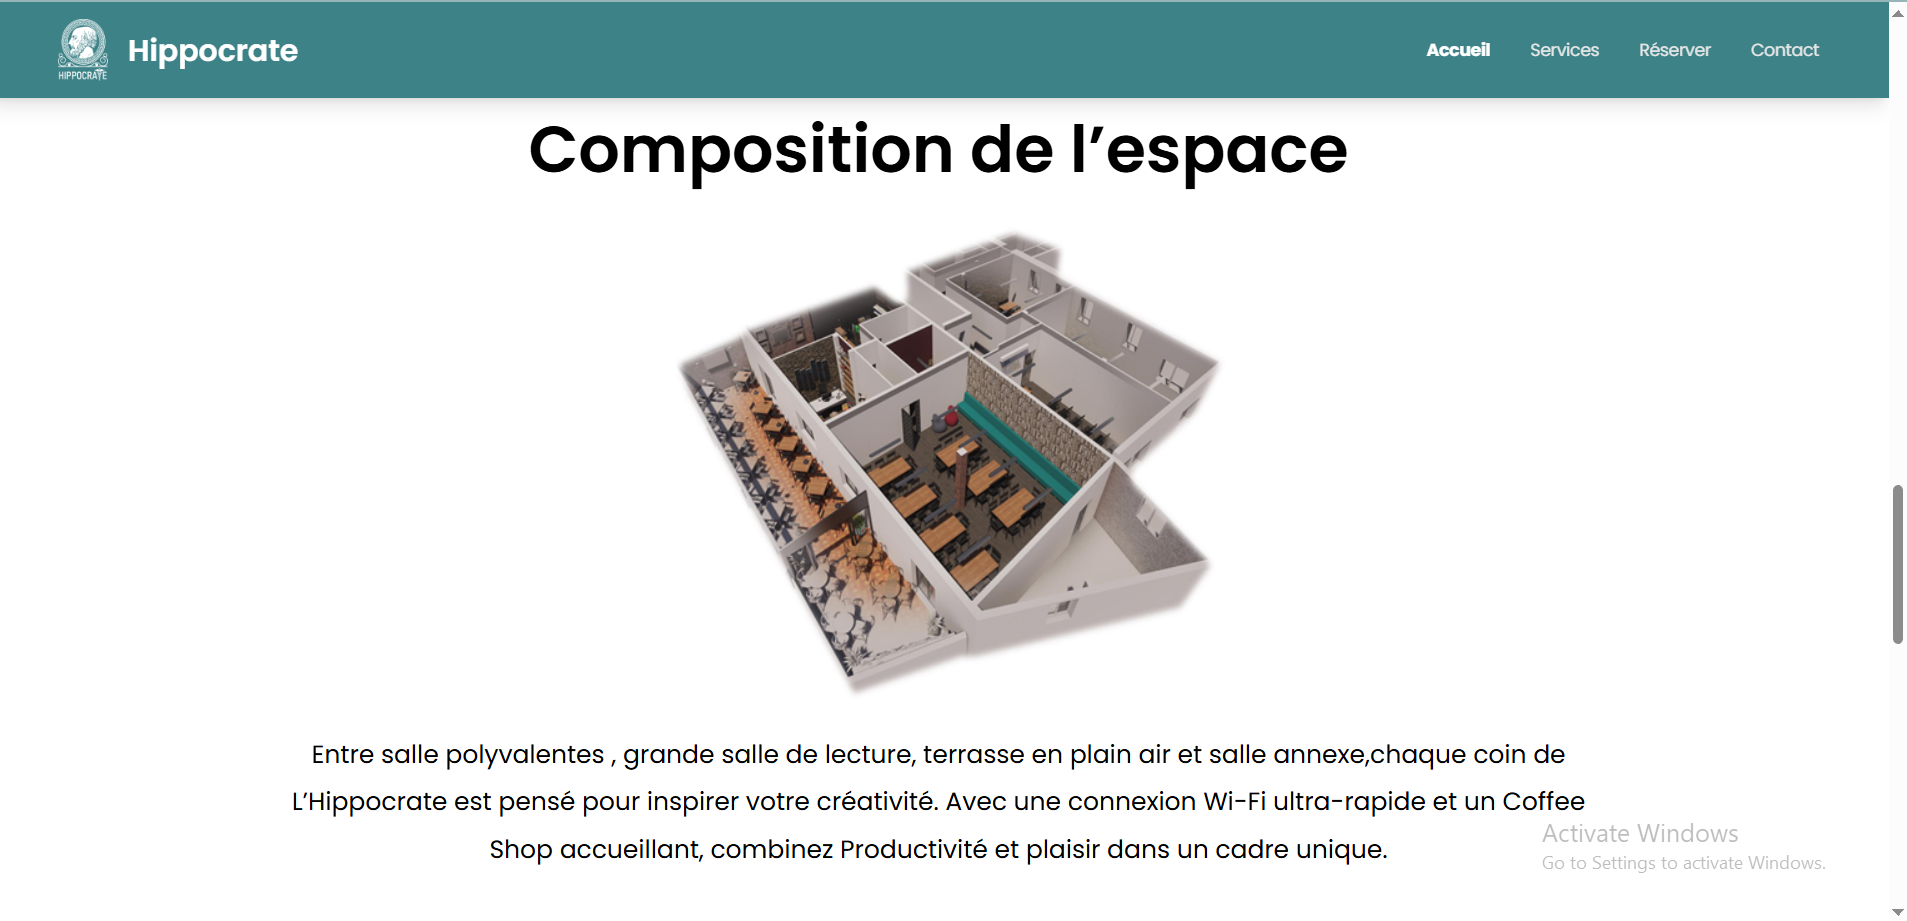 HIPPOCRATE
Hippocrate
Accueil
Services
Réserver
Contact
Composition de l’espace
Entre salle polyvalentes , grande salle de lecture, terrasse en plain air et salle annexe,chaque coin de
L’Hippocrate est pensé pour inspirer votre créativité. Avec une connexion Wi-Fi ultra-rapide et un Coffee
Shop accueillant, combinez Productivité et plaisir dans un cadre unique.
Activate Windows
Go to Settings to activate Windows.